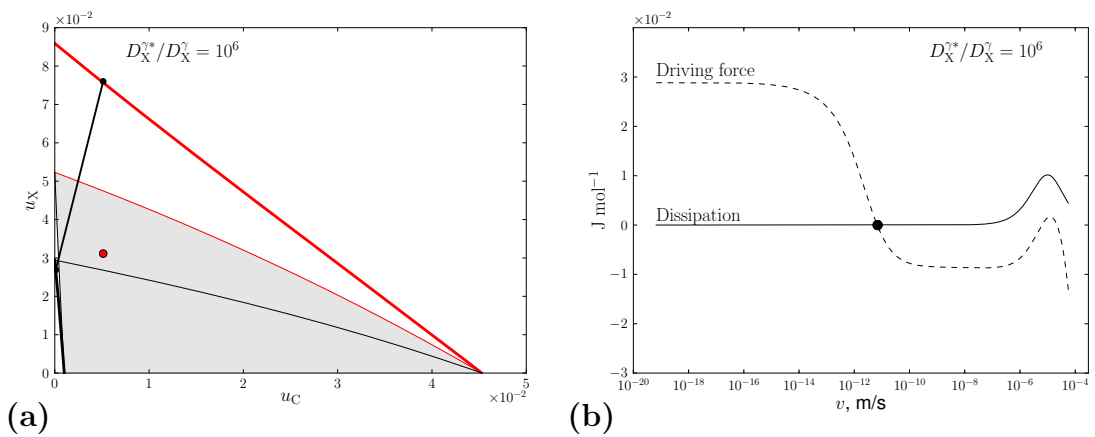 ×10⁻²
D_X^{γ*}/D_X^γ = 10⁶
9
8
7
6
5
4
3
2
1
0
u_X
0 1 2 3 4 5
×10⁻²
u_C
(a)
×10⁻²
D_X^{γ*}/D_X^γ = 10⁶
Driving force
Dissipation
3
2
1
0
−1
−2
−3
J mol⁻¹
10⁻²⁰ 10⁻¹⁸ 10⁻¹⁶ 10⁻¹⁴ 10⁻¹² 10⁻¹⁰ 10⁻⁸ 10⁻⁶ 10⁻⁴
v, m/s
(b)